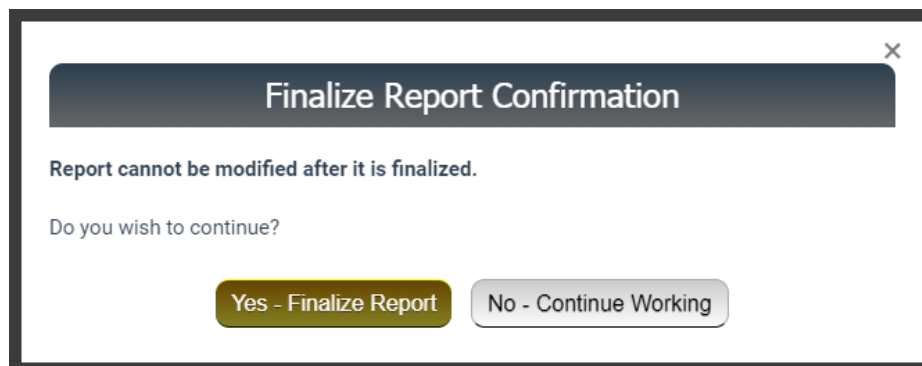 Finalize Report Confirmation
Report cannot be modified after it is finalized.
Do you wish to continue?
Yes - Finalize Report
No - Continue Working